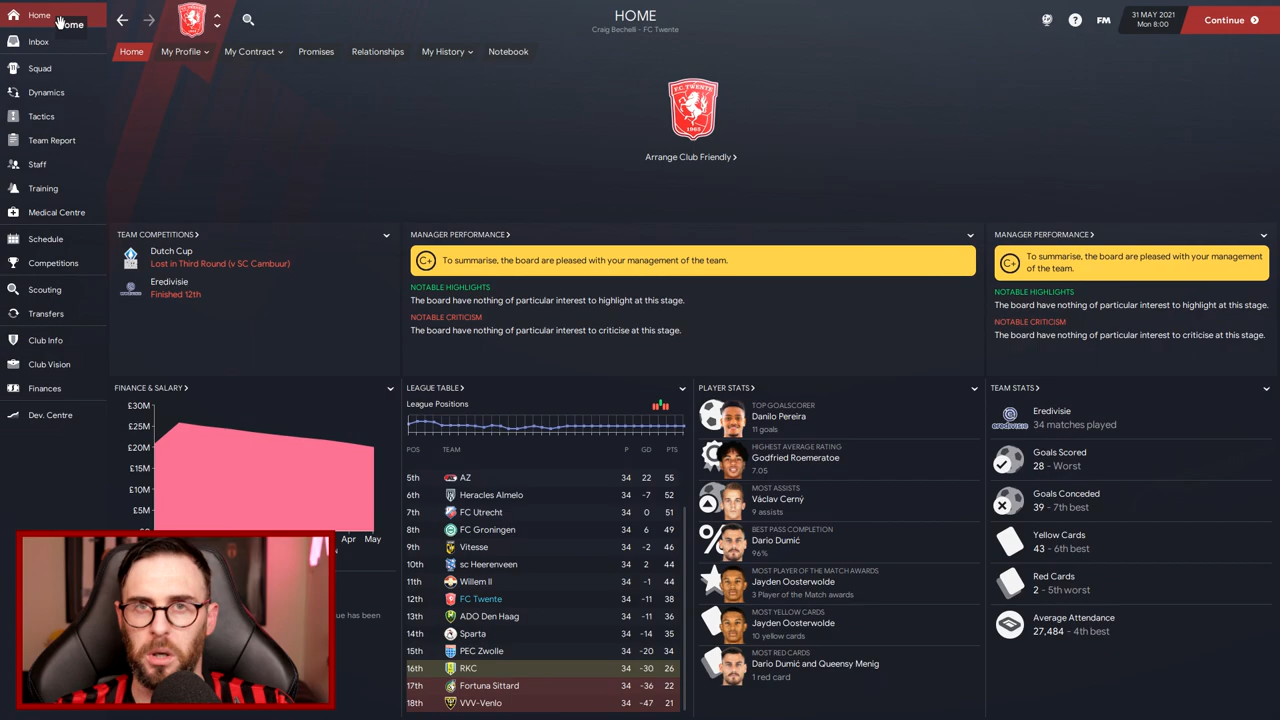 Home
Home
Inbox
Squad
Dynamics
Tactics
Team Report
Staff
Training
Medical Centre
Schedule
Competitions
Scouting
Transfers
Club Info
Club Vision
Finances
Dev. Centre
HOME
Craig Bechelli - FC Twente
FM
31 MAY 2021
Mon 8:00
Continue
Home
My Profile
My Contract
Promises
Relationships
My History
Notebook
F.C. TWENTE
1965
Arrange Club Friendly
TEAM COMPETITIONS
Dutch Cup
Lost in Third Round (v SC Cambuur)
Eredivisie
Finished 12th
MANAGER PERFORMANCE
C+ To summarise, the board are pleased with your management of the team.
NOTABLE HIGHLIGHTS
The board have nothing of particular interest to highlight at this stage.
NOTABLE CRITICISM
The board have nothing of particular interest to criticise at this stage.
MANAGER PERFORMANCE
C+ To summarise, the board are pleased with your management
of the team.
NOTABLE HIGHLIGHTS
The board have nothing of particular interest to highlight at this stage.
NOTABLE CRITICISM
The board have nothing of particular interest to criticise at this stage.
FINANCE & SALARY
£30M
£25M
£20M
£15M
£10M
£5M
Apr May
ue has been
LEAGUE TABLE
League Positions
POS TEAM P GD PTS
5th AZ 34 22 55
6th Heracles Almelo 34 -7 52
7th FC Utrecht 34 0 51
8th FC Groningen 34 6 49
9th Vitesse 34 -2 46
10th sc Heerenveen 34 2 44
11th Willem II 34 -1 44
12th FC Twente 34 -11 38
13th ADO Den Haag 34 -11 36
14th Sparta 34 -14 35
15th PEC Zwolle 34 -20 34
16th RKC 34 -30 26
17th Fortuna Sittard 34 -36 22
18th VVV-Venlo 34 -47 21
PLAYER STATS
TOP GOALSCORER
Danilo Pereira
11 goals
HIGHEST AVERAGE RATING
Godfried Roemeratoe
7.05
MOST ASSISTS
Václav Černý
9 assists
BEST PASS COMPLETION
Dario Dumić
96%
MOST PLAYER OF THE MATCH AWARDS
Jayden Oosterwolde
3 Player of the Match awards
MOST YELLOW CARDS
Jayden Oosterwolde
10 yellow cards
MOST RED CARDS
Dario Dumić and Queensy Menig
1 red card
TEAM STATS
Eredivisie
34 matches played
Goals Scored
28 - Worst
Goals Conceded
39 - 7th best
Yellow Cards
43 - 6th best
Red Cards
2 - 5th worst
Average Attendance
27,484 - 4th best